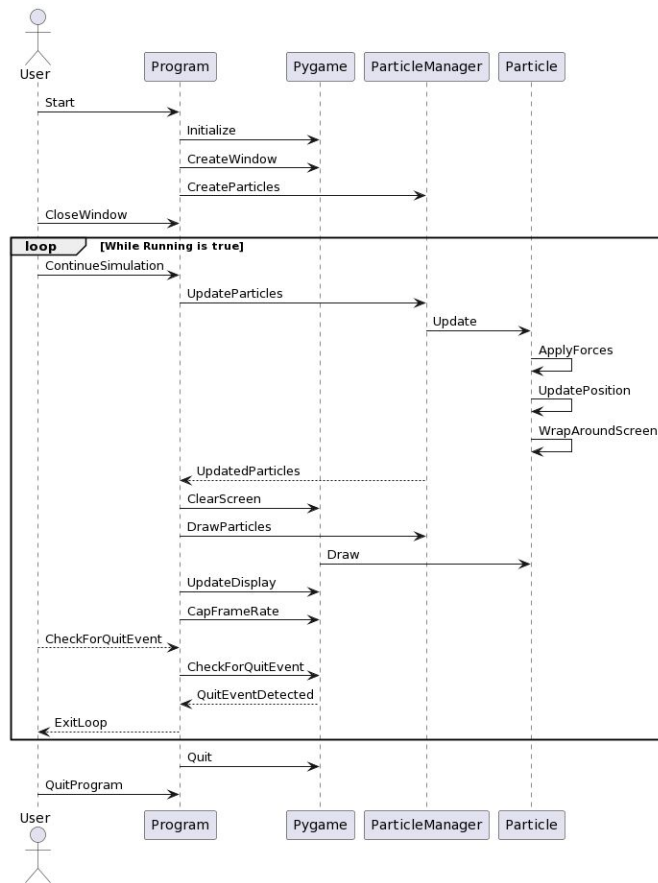 User
Program
Pygame
ParticleManager
Particle
Start
Initialize
CreateWindow
CreateParticles
CloseWindow
loop
[While Running is true]
ContinueSimulation
UpdateParticles
Update
ApplyForces
UpdatePosition
WrapAroundScreen
UpdatedParticles
ClearScreen
DrawParticles
Draw
UpdateDisplay
CapFrameRate
CheckForQuitEvent
CheckForQuitEvent
QuitEventDetected
ExitLoop
Quit
QuitProgram
User
Program
Pygame
ParticleManager
Particle